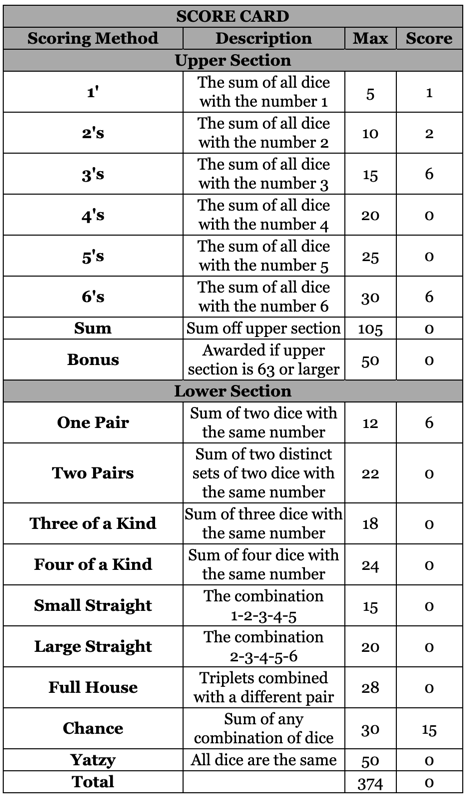 SCORE CARD
Scoring Method Description Max Score
Upper Section
1' The sum of all dice with the number 1 5 1
2's The sum of all dice with the number 2 10 2
3's The sum of all dice with the number 3 15 6
4's The sum of all dice with the number 4 20 0
5's The sum of all dice with the number 5 25 0
6's The sum of all dice with the number 6 30 6
Sum Sum off upper section 105 0
Bonus Awarded if upper section is 63 or larger 50 0
Lower Section
One Pair Sum of two dice with the same number 12 6
Two Pairs Sum of two distinct sets of two dice with the same number 22 0
Three of a Kind Sum of three dice with the same number 18 0
Four of a Kind Sum of four dice with the same number 24 0
Small Straight The combination 1-2-3-4-5 15 0
Large Straight The combination 2-3-4-5-6 20 0
Full House Triplets combined with a different pair 28 0
Chance Sum of any combination of dice 30 15
Yatzy All dice are the same 50 0
Total 374 0